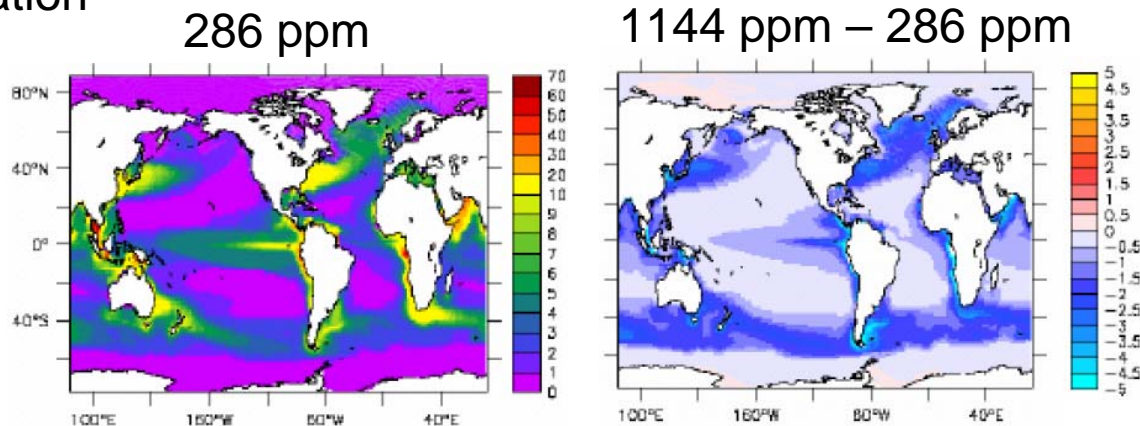 ation
286 ppm
1144 ppm – 286 ppm
80°N
40°N
0°
40°S
100°E
160°W
80°W
40°E
70
60
50
40
30
20
10
9
8
7
6
5
4
3
2
1
0
100°E
160°W
80°W
40°E
5
4.5
4
3.5
3
2.5
2
1.5
1
0.5
0
−0.5
−1
−1.5
−2
−2.5
−3
−3.5
−4
−4.5
−5